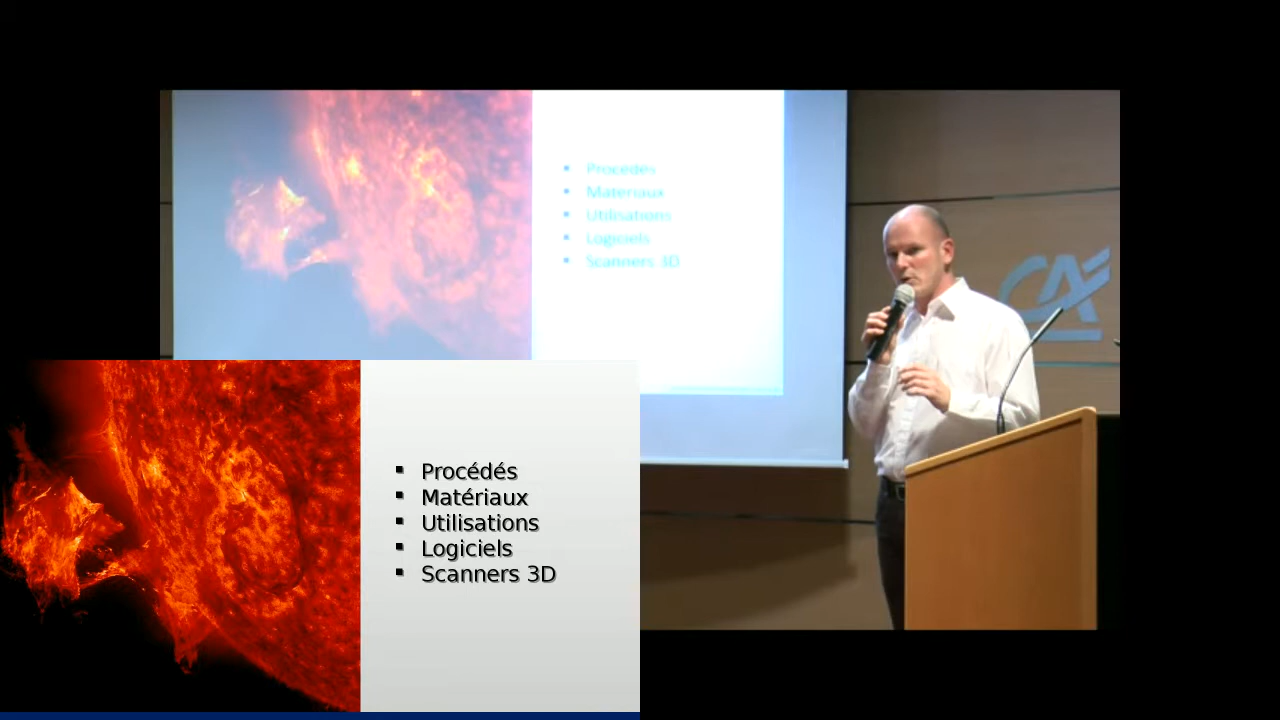 ▪ Procédés
▪ Matériaux
▪ Utilisations
▪ Logiciels
▪ Scanners 3D
CA
▪ Procédés
▪ Matériaux
▪ Utilisations
▪ Logiciels
▪ Scanners 3D